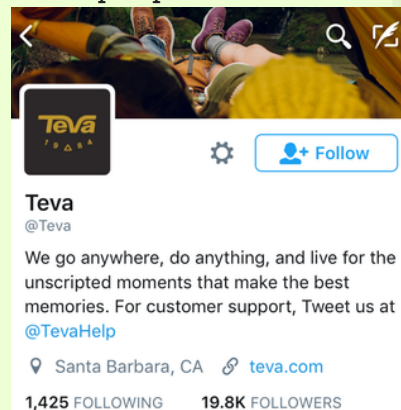 Teva
1984
Follow
Teva
@Teva
We go anywhere, do anything, and live for the
unscripted moments that make the best
memories. For customer support, Tweet us at
@TevaHelp
Santa Barbara, CA teva.com
1,425 FOLLOWING 19.8K FOLLOWERS